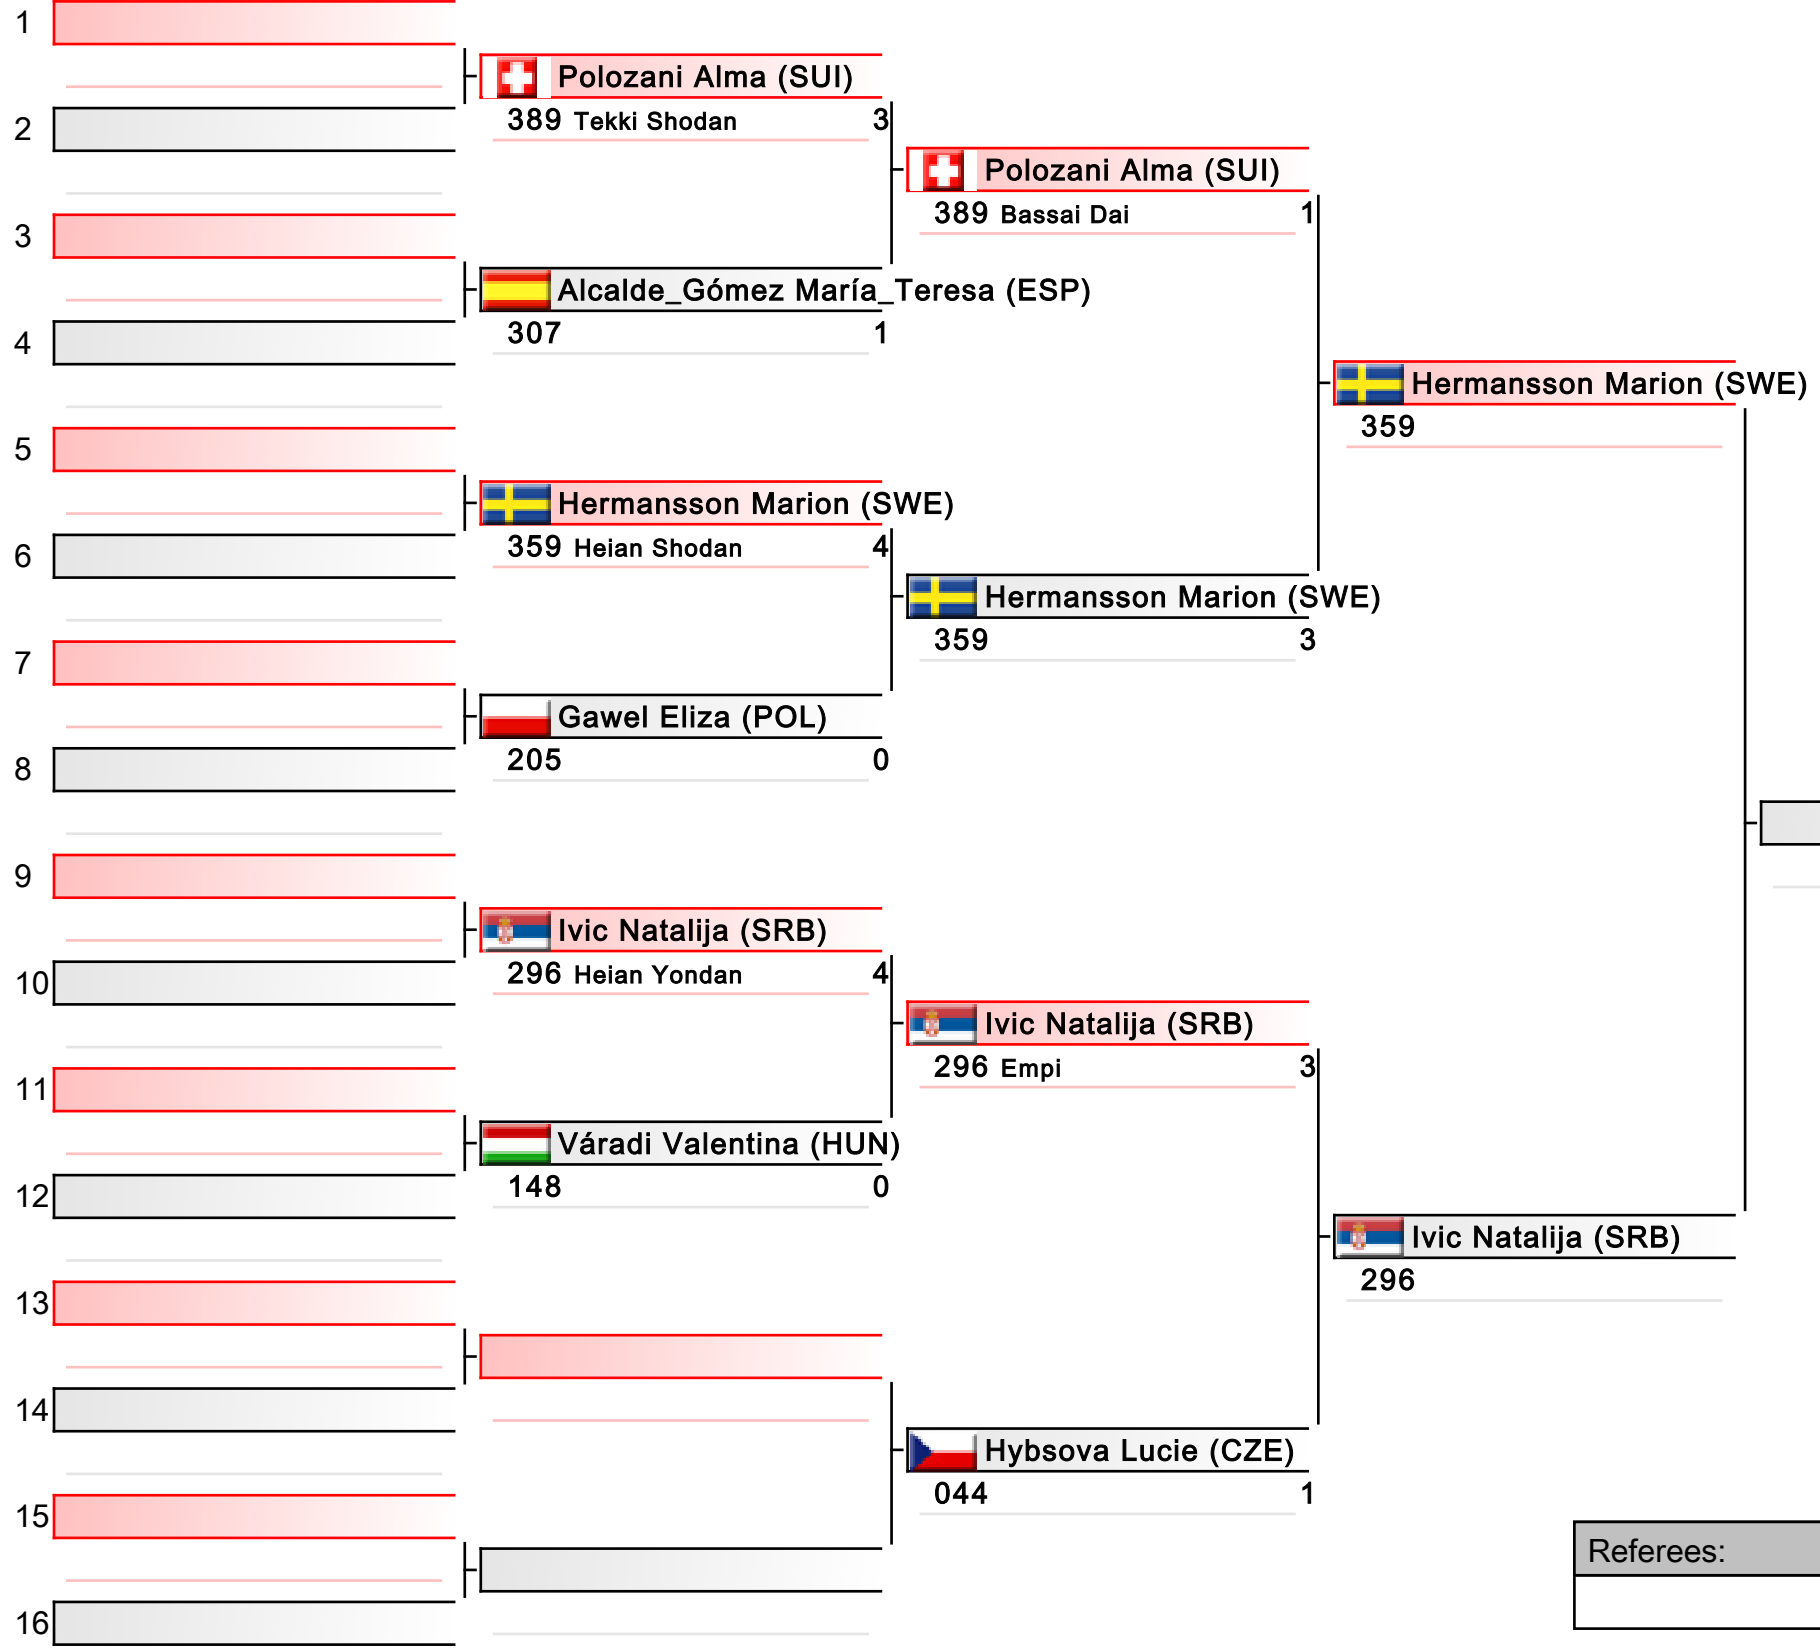 1
Polozani Alma (SUI)
389 Tekki Shodan 3
2
Polozani Alma (SUI)
389 Bassai Dai 1
3
Alcalde_Gómez María_Teresa (ESP)
307 1
4
Hermansson Marion (SWE)
359
5
Hermansson Marion (SWE)
359 Heian Shodan 4
6
Hermansson Marion (SWE)
359 3
7
Gawel Eliza (POL)
205 0
8
9
Ivic Natalija (SRB)
296 Heian Yondan 4
10
Ivic Natalija (SRB)
296 Empi 3
11
Váradi Valentina (HUN)
148 0
12
Ivic Natalija (SRB)
296
13
14
Hybsova Lucie (CZE)
044 1
15
Referees:
16